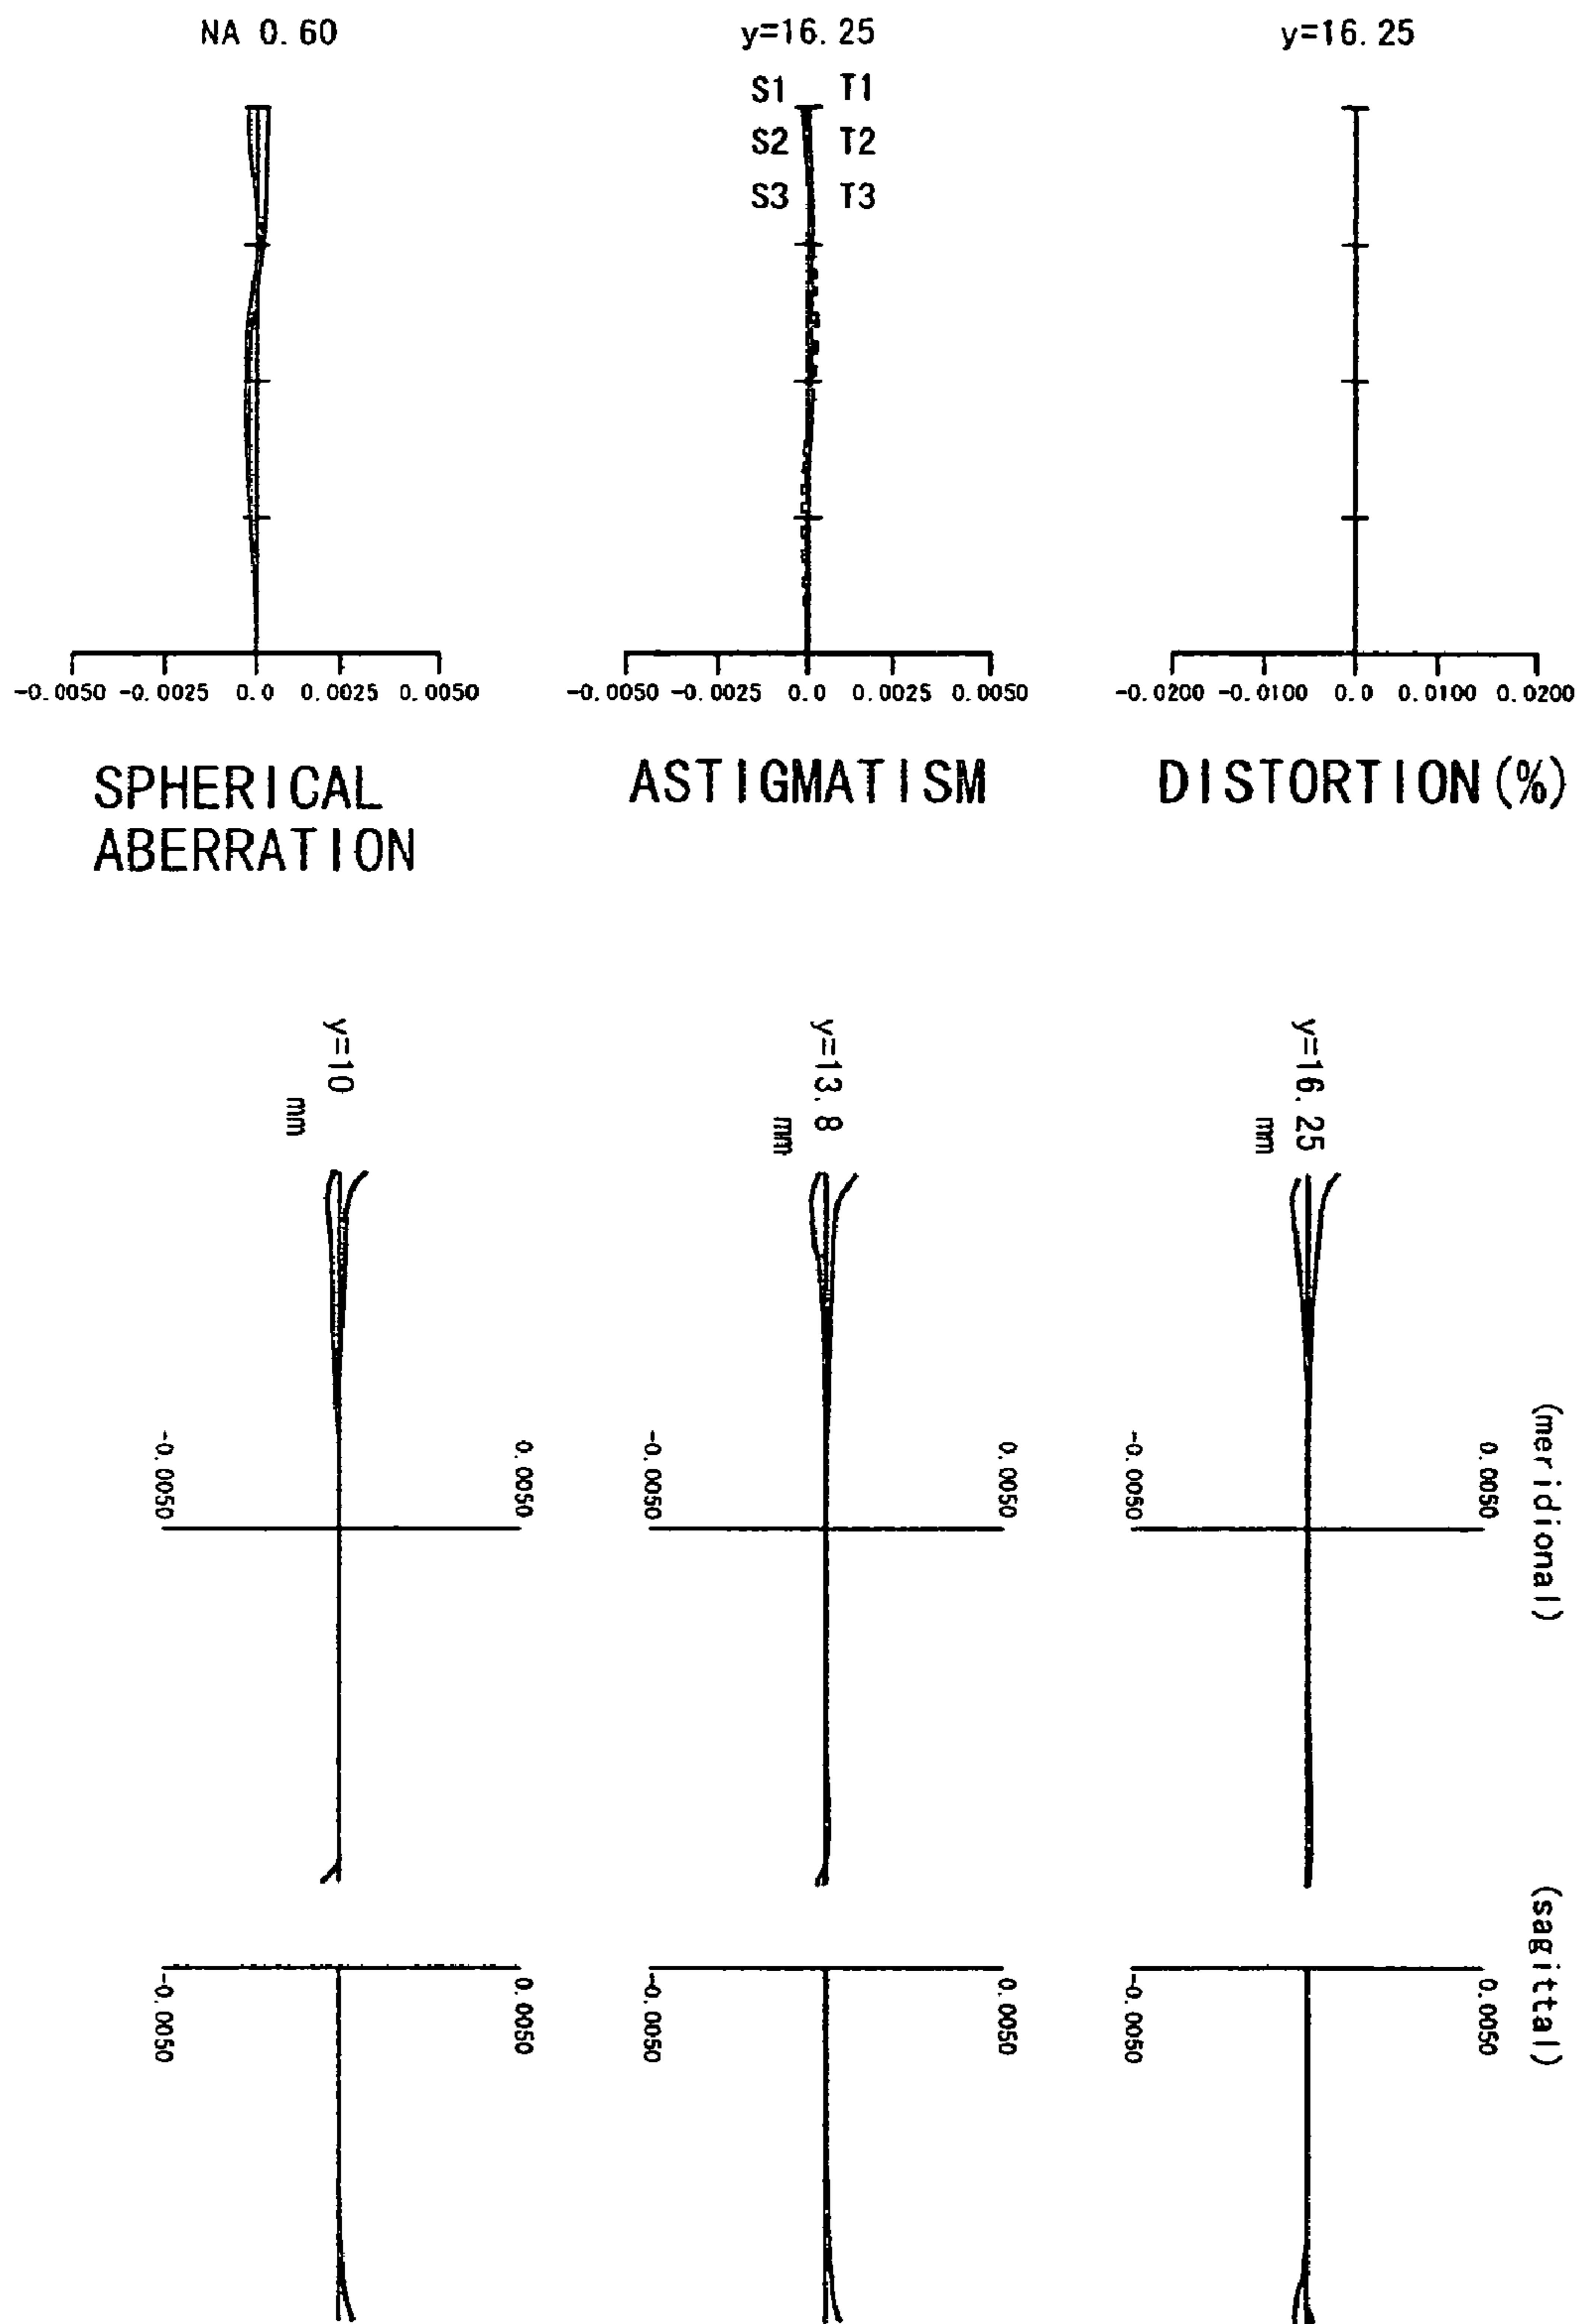 NA 0.60
y=16.25
y=16.25
S1 T1
S2 T2
S3 T3
-0.0050 -0.0025 0.0 0.0025 0.0050
-0.0050 -0.0025 0.0 0.0025 0.0050
-0.0200 -0.0100 0.0 0.0100 0.0200
SPHERICAL
ABERRATION
ASTIGMATISM
DISTORTION(%)
y=10
mm
y=13.8
mm
y=16.25
mm
(meridional)
-0.0050 0.0050
-0.0050 0.0050
-0.0050 0.0050
(sagittal)
-0.0050 0.0050
-0.0050 0.0050
-0.0050 0.0050